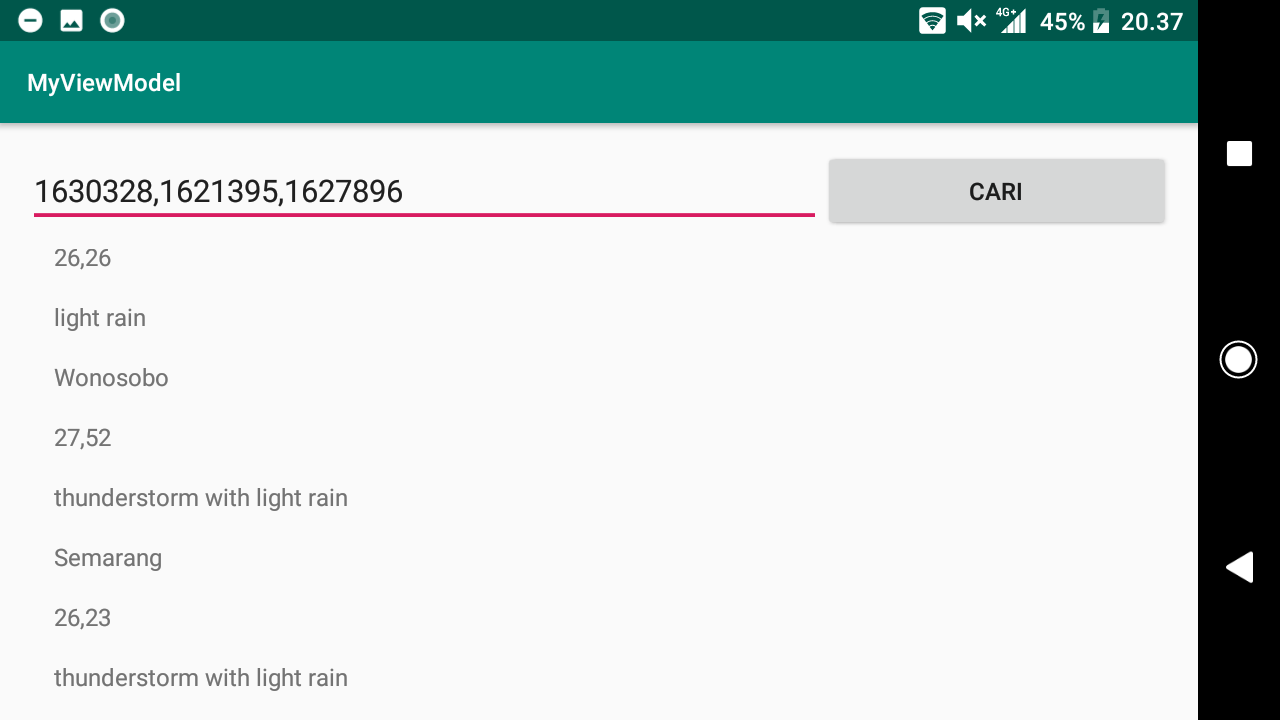 4G+ 45% 20.37
MyViewModel
1630328,1621395,1627896 CARI
26,26
light rain
Wonosobo
27,52
thunderstorm with light rain
Semarang
26,23
thunderstorm with light rain